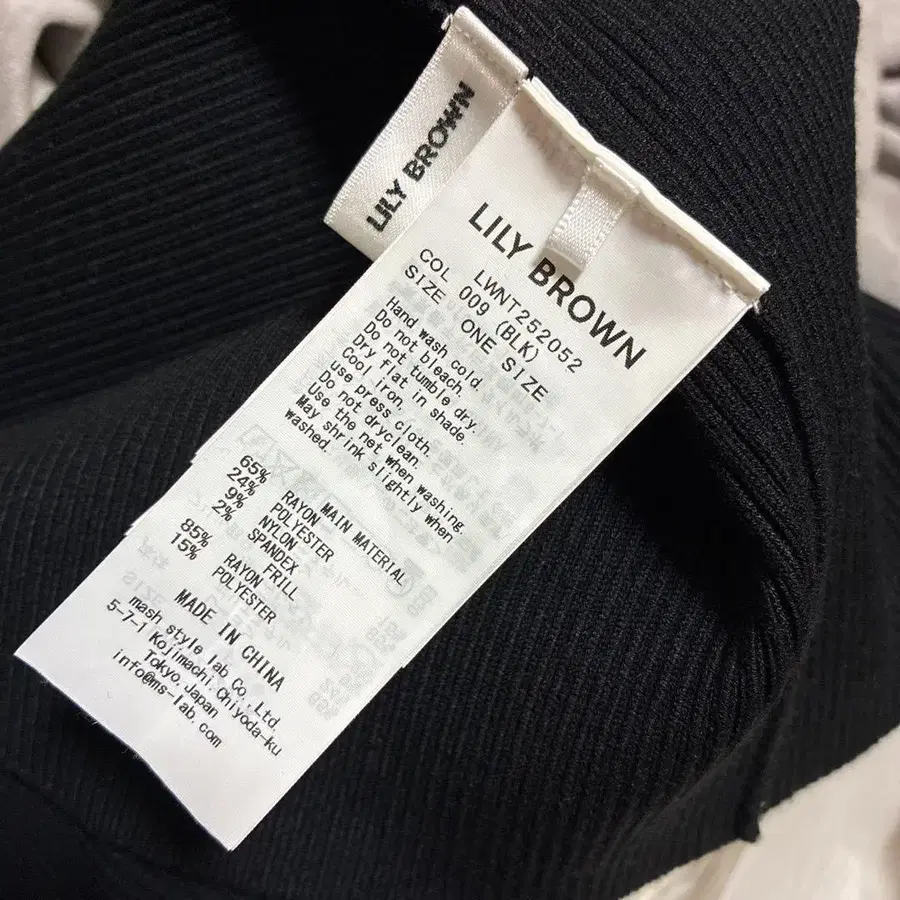 LILY BROWN
LILY BROWN
LWNT252052
COL 009 (BLK)
SIZE ONE SIZE
Hand wash cold.
Do not bleach.
Do not tumble dry.
Dry flat in shade.
Cool iron.
use press cloth.
Do not dryclean.
Use the net when washing.
May shrink slightly when
washed.
MAIN MATERIAL
65% RAYON
24% POLYESTER
9% NYLON
2% SPANDEX
FRILL
85% RAYON
15% POLYESTER
MADE IN CHINA
mash style lab Co.,Ltd.
5-7-1 Kojimachi,Chiyoda-ku
Tokyo,Japan
info@ms-lab.com